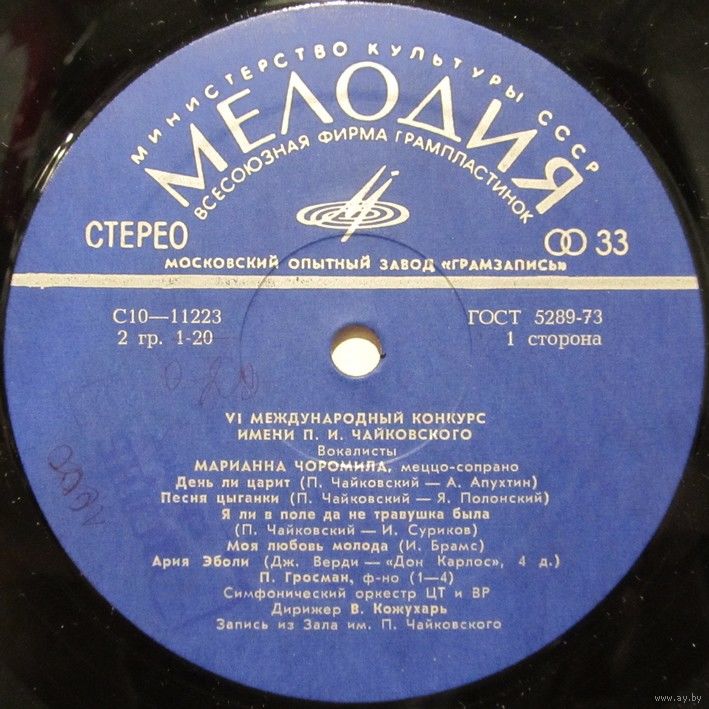 МИНИСТЕРСТВО КУЛЬТУРЫ СССР
МЕЛОДИЯ
ВСЕСОЮЗНАЯ ФИРМА ГРАМПЛАСТИНОК
СТЕРЕО
33
МОСКОВСКИЙ ОПЫТНЫЙ ЗАВОД «ГРАМЗАПИСЬ»
С10—11223
ГОСТ 5289-73
2 гр. 1-20
1 сторона
VI МЕЖДУНАРОДНЫЙ КОНКУРС
ИМЕНИ П. И. ЧАЙКОВСКОГО
Вокалисты
МАРИАННА ЧОРОМИЛА, меццо-сопрано
День ли царит (П. Чайковский — А. Апухтин)
Песня цыганки (П. Чайковский — Я. Полонский)
Я ли в поле да не травушка была
(П. Чайковский — И. Суриков)
Моя любовь молода (И. Брамс)
Ария Эболи (Дж. Верди — «Дон Карлос», 4 д.)
П. Гросман, ф-но (1—4)
Симфонический оркестр ЦТ и ВР
Дирижер В. Кожухарь
Запись из Зала им. П. Чайковского
www.ay.by